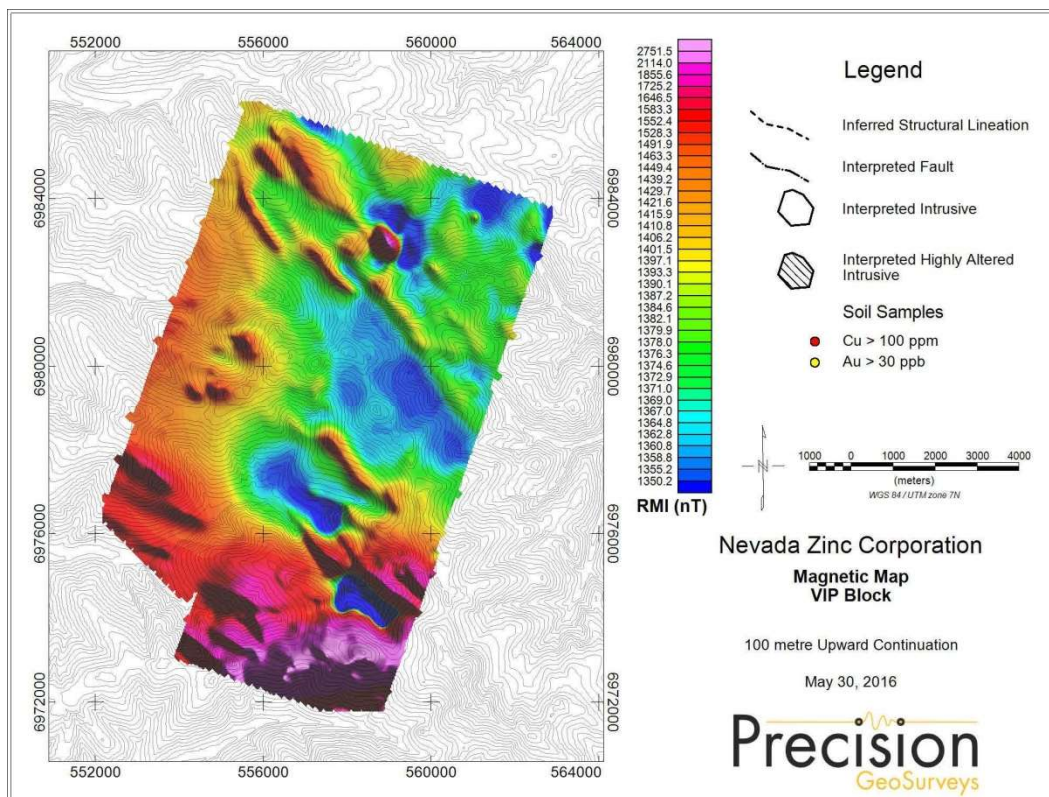 552000 556000 560000 564000
6984000
6980000
6976000
6972000
6984000
6980000
6976000
6972000
552000 556000 560000 564000
2751.5
2114.0
1855.6
1725.2
1646.5
1583.3
1552.4
1528.3
1491.9
1463.3
1449.4
1439.2
1429.7
1421.6
1415.9
1410.8
1406.2
1401.5
1397.1
1393.3
1390.1
1387.2
1384.6
1382.1
1379.9
1378.0
1376.3
1374.6
1372.9
1371.0
1369.0
1367.0
1364.8
1362.8
1360.8
1358.8
1355.2
1350.2
RMI (nT)
Legend
Inferred Structural Lineation
Interpreted Fault
Interpreted Intrusive
Interpreted Highly Altered
Intrusive
Soil Samples
Cu > 100 ppm
Au > 30 ppb
N
1000 0 1000 2000 3000 4000
(meters)
WGS 84 / UTM zone 7N
Nevada Zinc Corporation
Magnetic Map
VIP Block
100 metre Upward Continuation
May 30, 2016
Precision
GeoSurveys